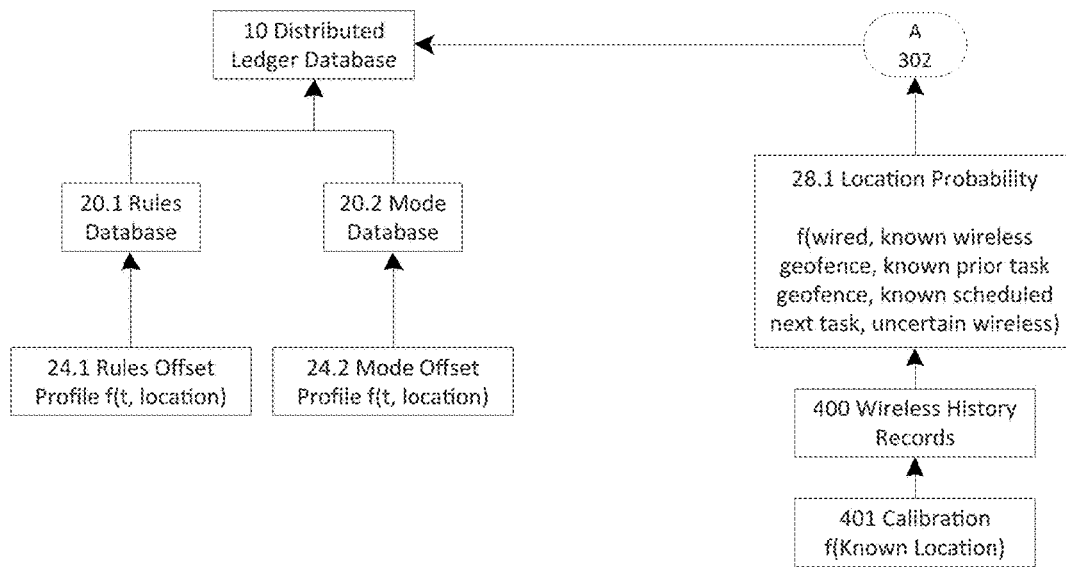 10 Distributed
Ledger Database
A
302
20.1 Rules
Database
20.2 Mode
Database
28.1 Location Probability
f(wired, known wireless
geofence, known prior task
geofence, known scheduled
next task, uncertain wireless)
24.1 Rules Offset
Profile f(t, location)
24.2 Mode Offset
Profile f(t, location)
400 Wireless History
Records
401 Calibration
f(Known Location)